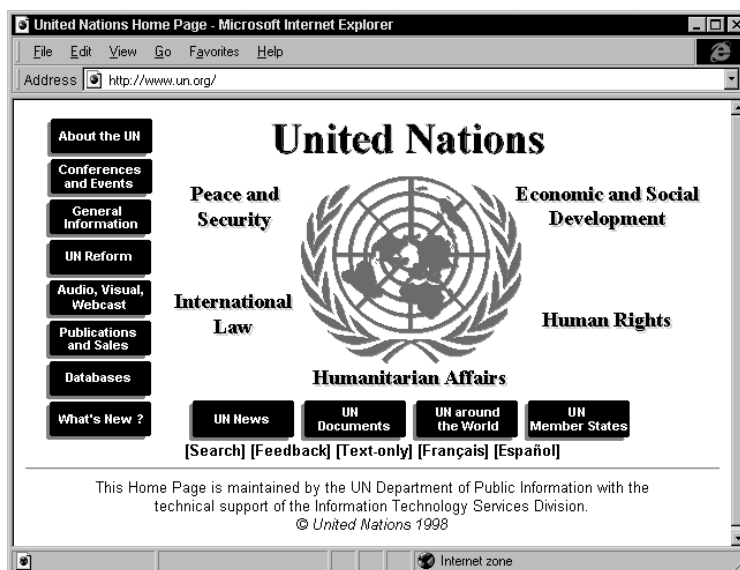 United Nations Home Page - Microsoft Internet Explorer
File Edit View Go Favorites Help
Address http://www.un.org/
About the UN
Conferences
and Events
General
Information
UN Reform
Audio, Visual,
Webcast
Publications
and Sales
Databases
What's New ?
United Nations
Peace and
Security
Economic and Social
Development
International
Law
Human Rights
Humanitarian Affairs
UN News
UN
Documents
UN around
the World
UN
Member States
[Search] [Feedback] [Text-only] [Français] [Español]
This Home Page is maintained by the UN Department of Public Information with the
technical support of the Information Technology Services Division.
© United Nations 1998
Internet zone